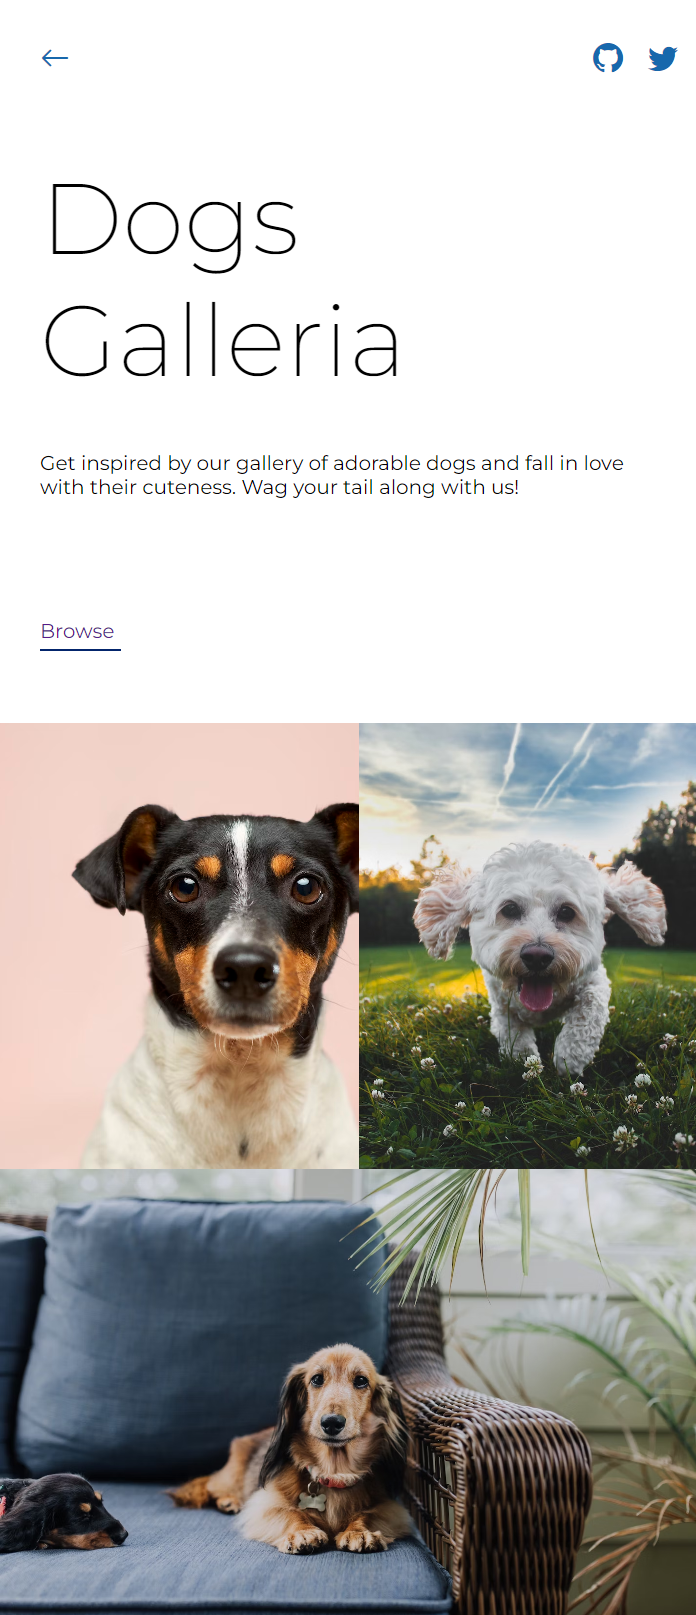 Dogs
Galleria
Get inspired by our gallery of adorable dogs and fall in love
with their cuteness. Wag your tail along with us!
Browse